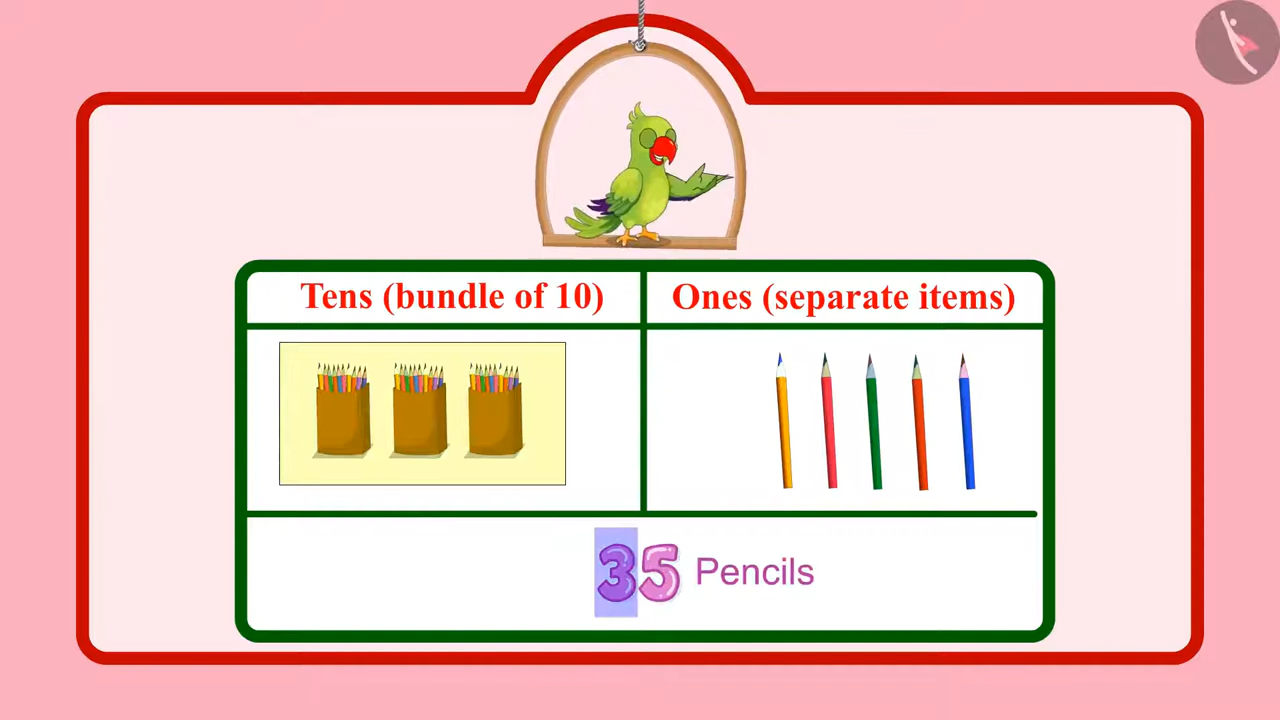 Tens (bundle of 10)
Ones (separate items)
35 Pencils